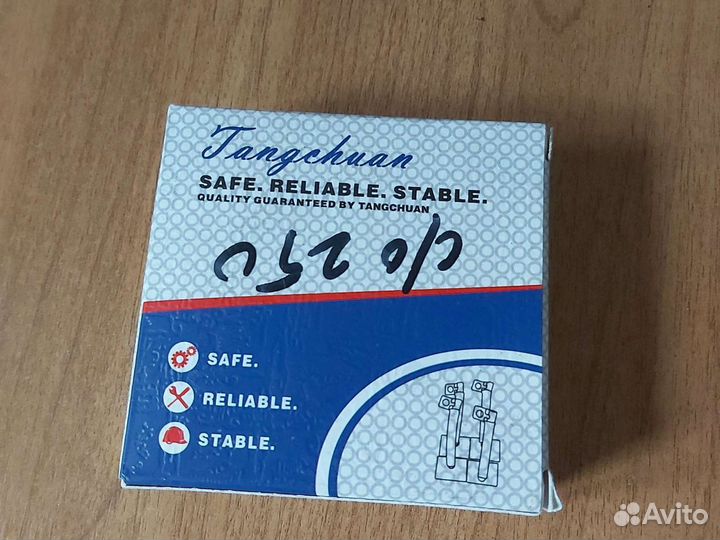 Tangchuan
SAFE. RELIABLE. STABLE.
QUALITY GUARANTEED BY TANGCHUAN
SAFE.
RELIABLE.
STABLE.
Avito